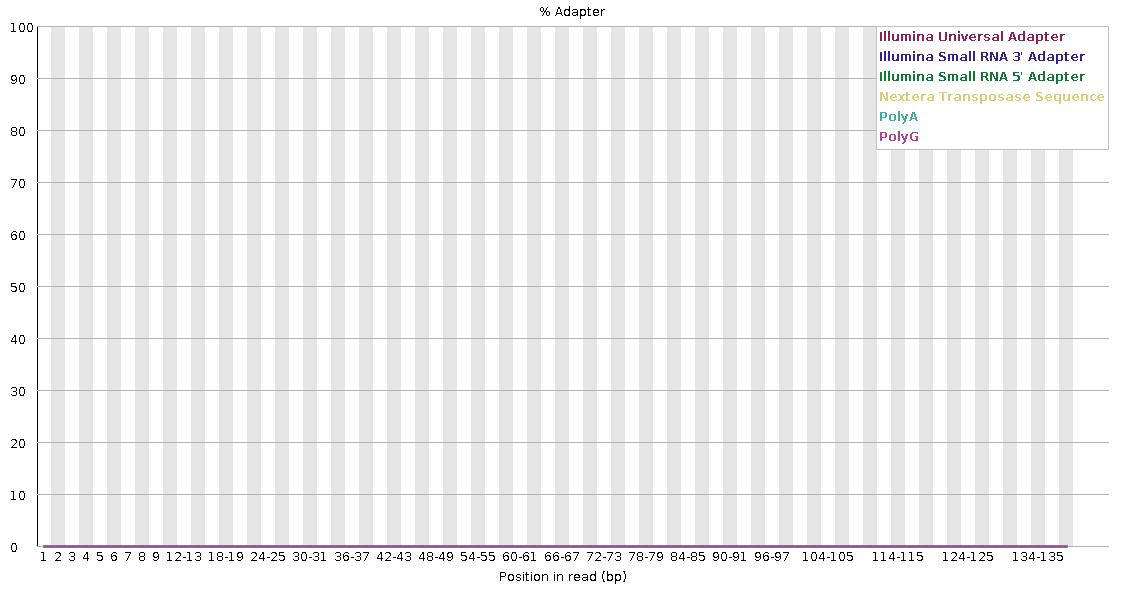 % Adapter
100
90
80
70
60
50
40
30
20
10
0
Illumina Universal Adapter
Illumina Small RNA 3' Adapter
Illumina Small RNA 5' Adapter
Nextera Transposase Sequence
PolyA
PolyG
1 2 3 4 5 6 7 8 9 12-13 18-19 24-25 30-31 36-37 42-43 48-49 54-55 60-61 66-67 72-73 78-79 84-85 90-91 96-97 104-105 114-115 124-125 134-135
Position in read (bp)